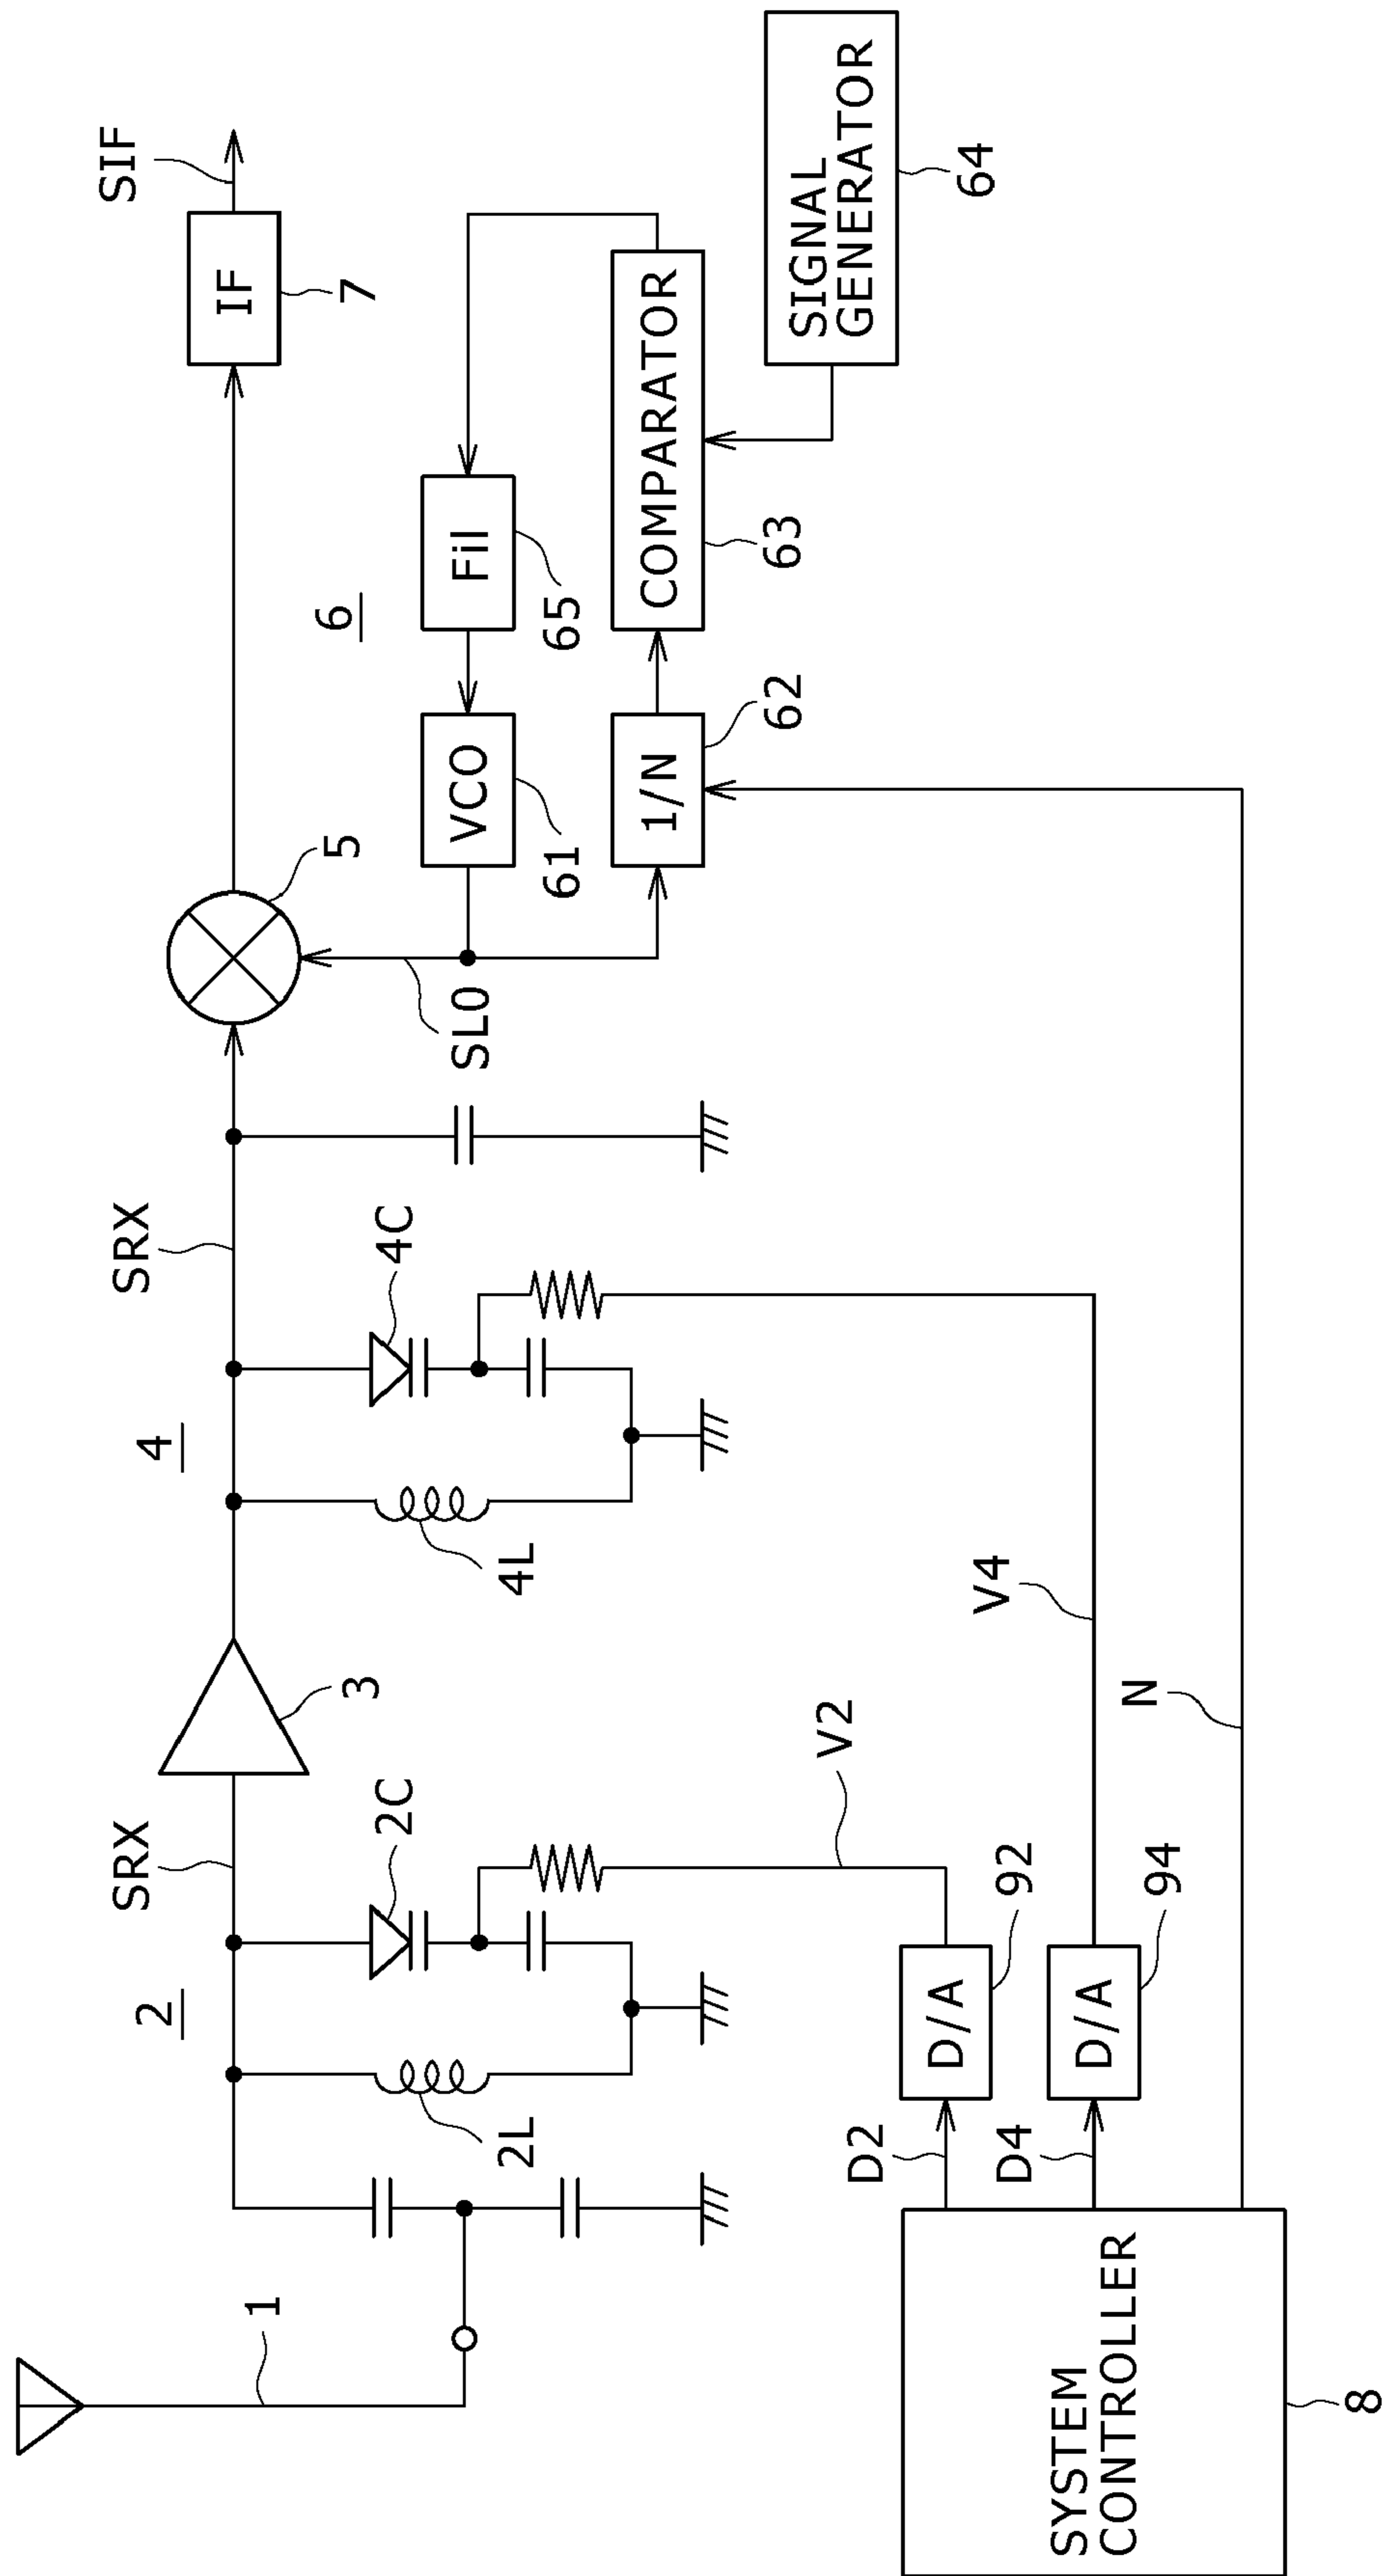 1
2
2L
2C
SRX
3
4
4L
4C
SRX
5
SL0
6
VCO
61
Fil
65
1/N
62
COMPARATOR
63
SIGNAL
GENERATOR
64
IF
7
SIF
SYSTEM
CONTROLLER
8
D2
D/A
92
V2
D4
D/A
94
V4
N